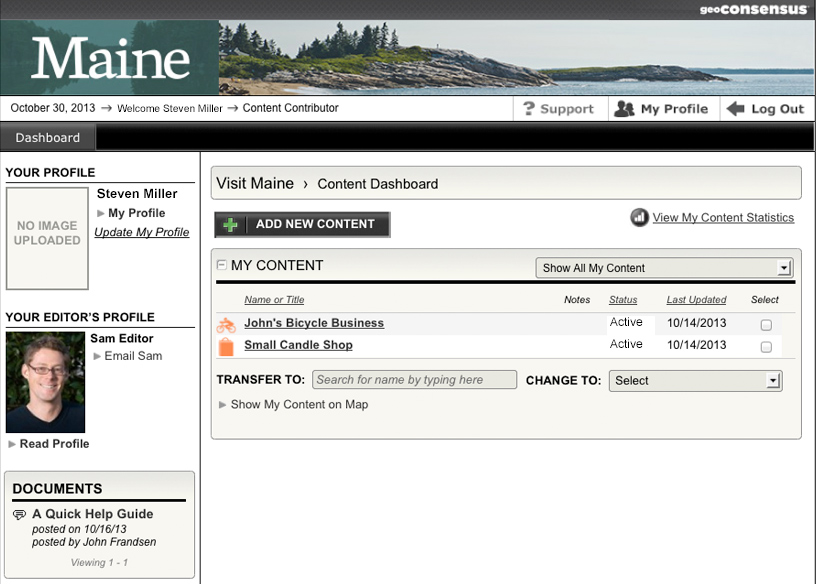 geoconsensus
Maine
October 30, 2013 → Welcome Steven Miller → Content Contributor
? Support
My Profile
Log Out
Dashboard
YOUR PROFILE
NO IMAGE
UPLOADED
Steven Miller
My Profile
Update My Profile
YOUR EDITOR'S PROFILE
Sam Editor
Email Sam
Read Profile
DOCUMENTS
A Quick Help Guide
posted on 10/16/13
posted by John Frandsen
Viewing 1 - 1
Visit Maine › Content Dashboard
ADD NEW CONTENT
View My Content Statistics
MY CONTENT
Show All My Content
Name or Title Notes Status Last Updated Select
John's Bicycle Business Active 10/14/2013
Small Candle Shop Active 10/14/2013
TRANSFER TO: Search for name by typing here CHANGE TO: Select
Show My Content on Map